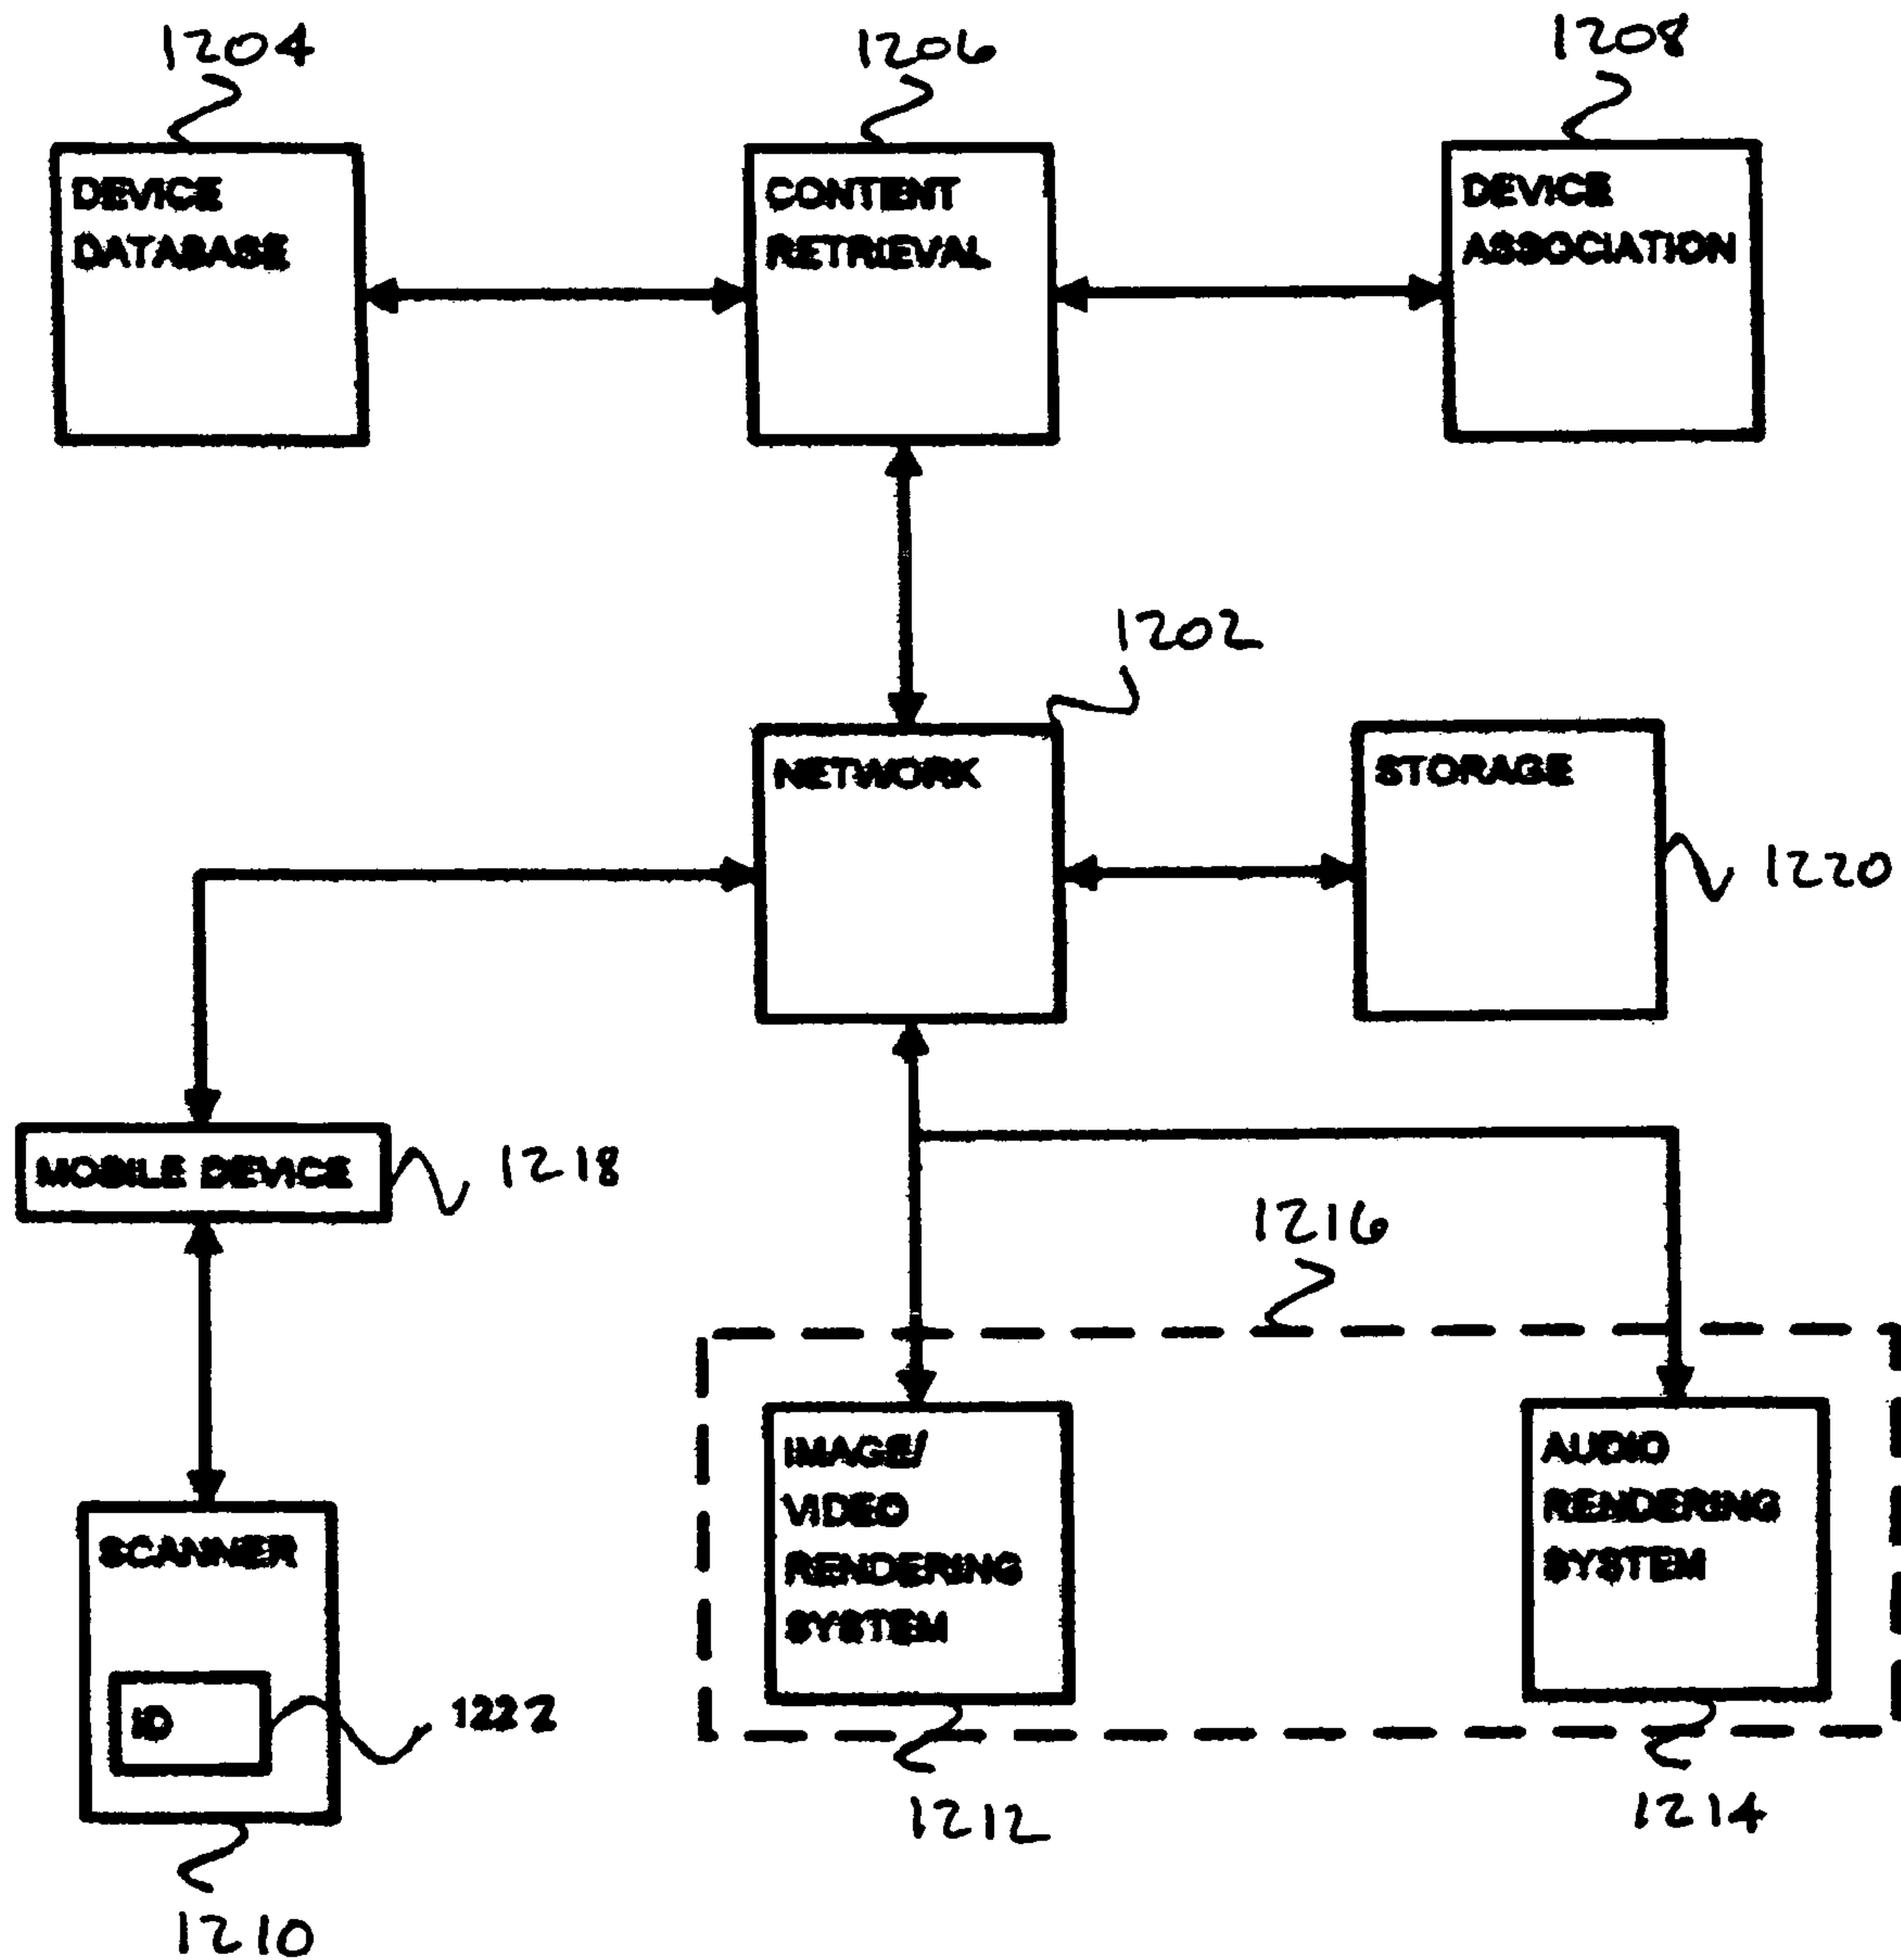 1204
1206
1208
DEVICE
DATABASE
CONTENT
RETRIEVAL
DEVICE
ASSOCIATION
1202
NETWORK
STORAGE
1220
MOBILE DEVICE
1218
1216
IMAGE/
VIDEO
RENDERING
SYSTEM
AUDIO
RENDERING
SYSTEM
SCANNER
ID
1222
1212
1214
1210